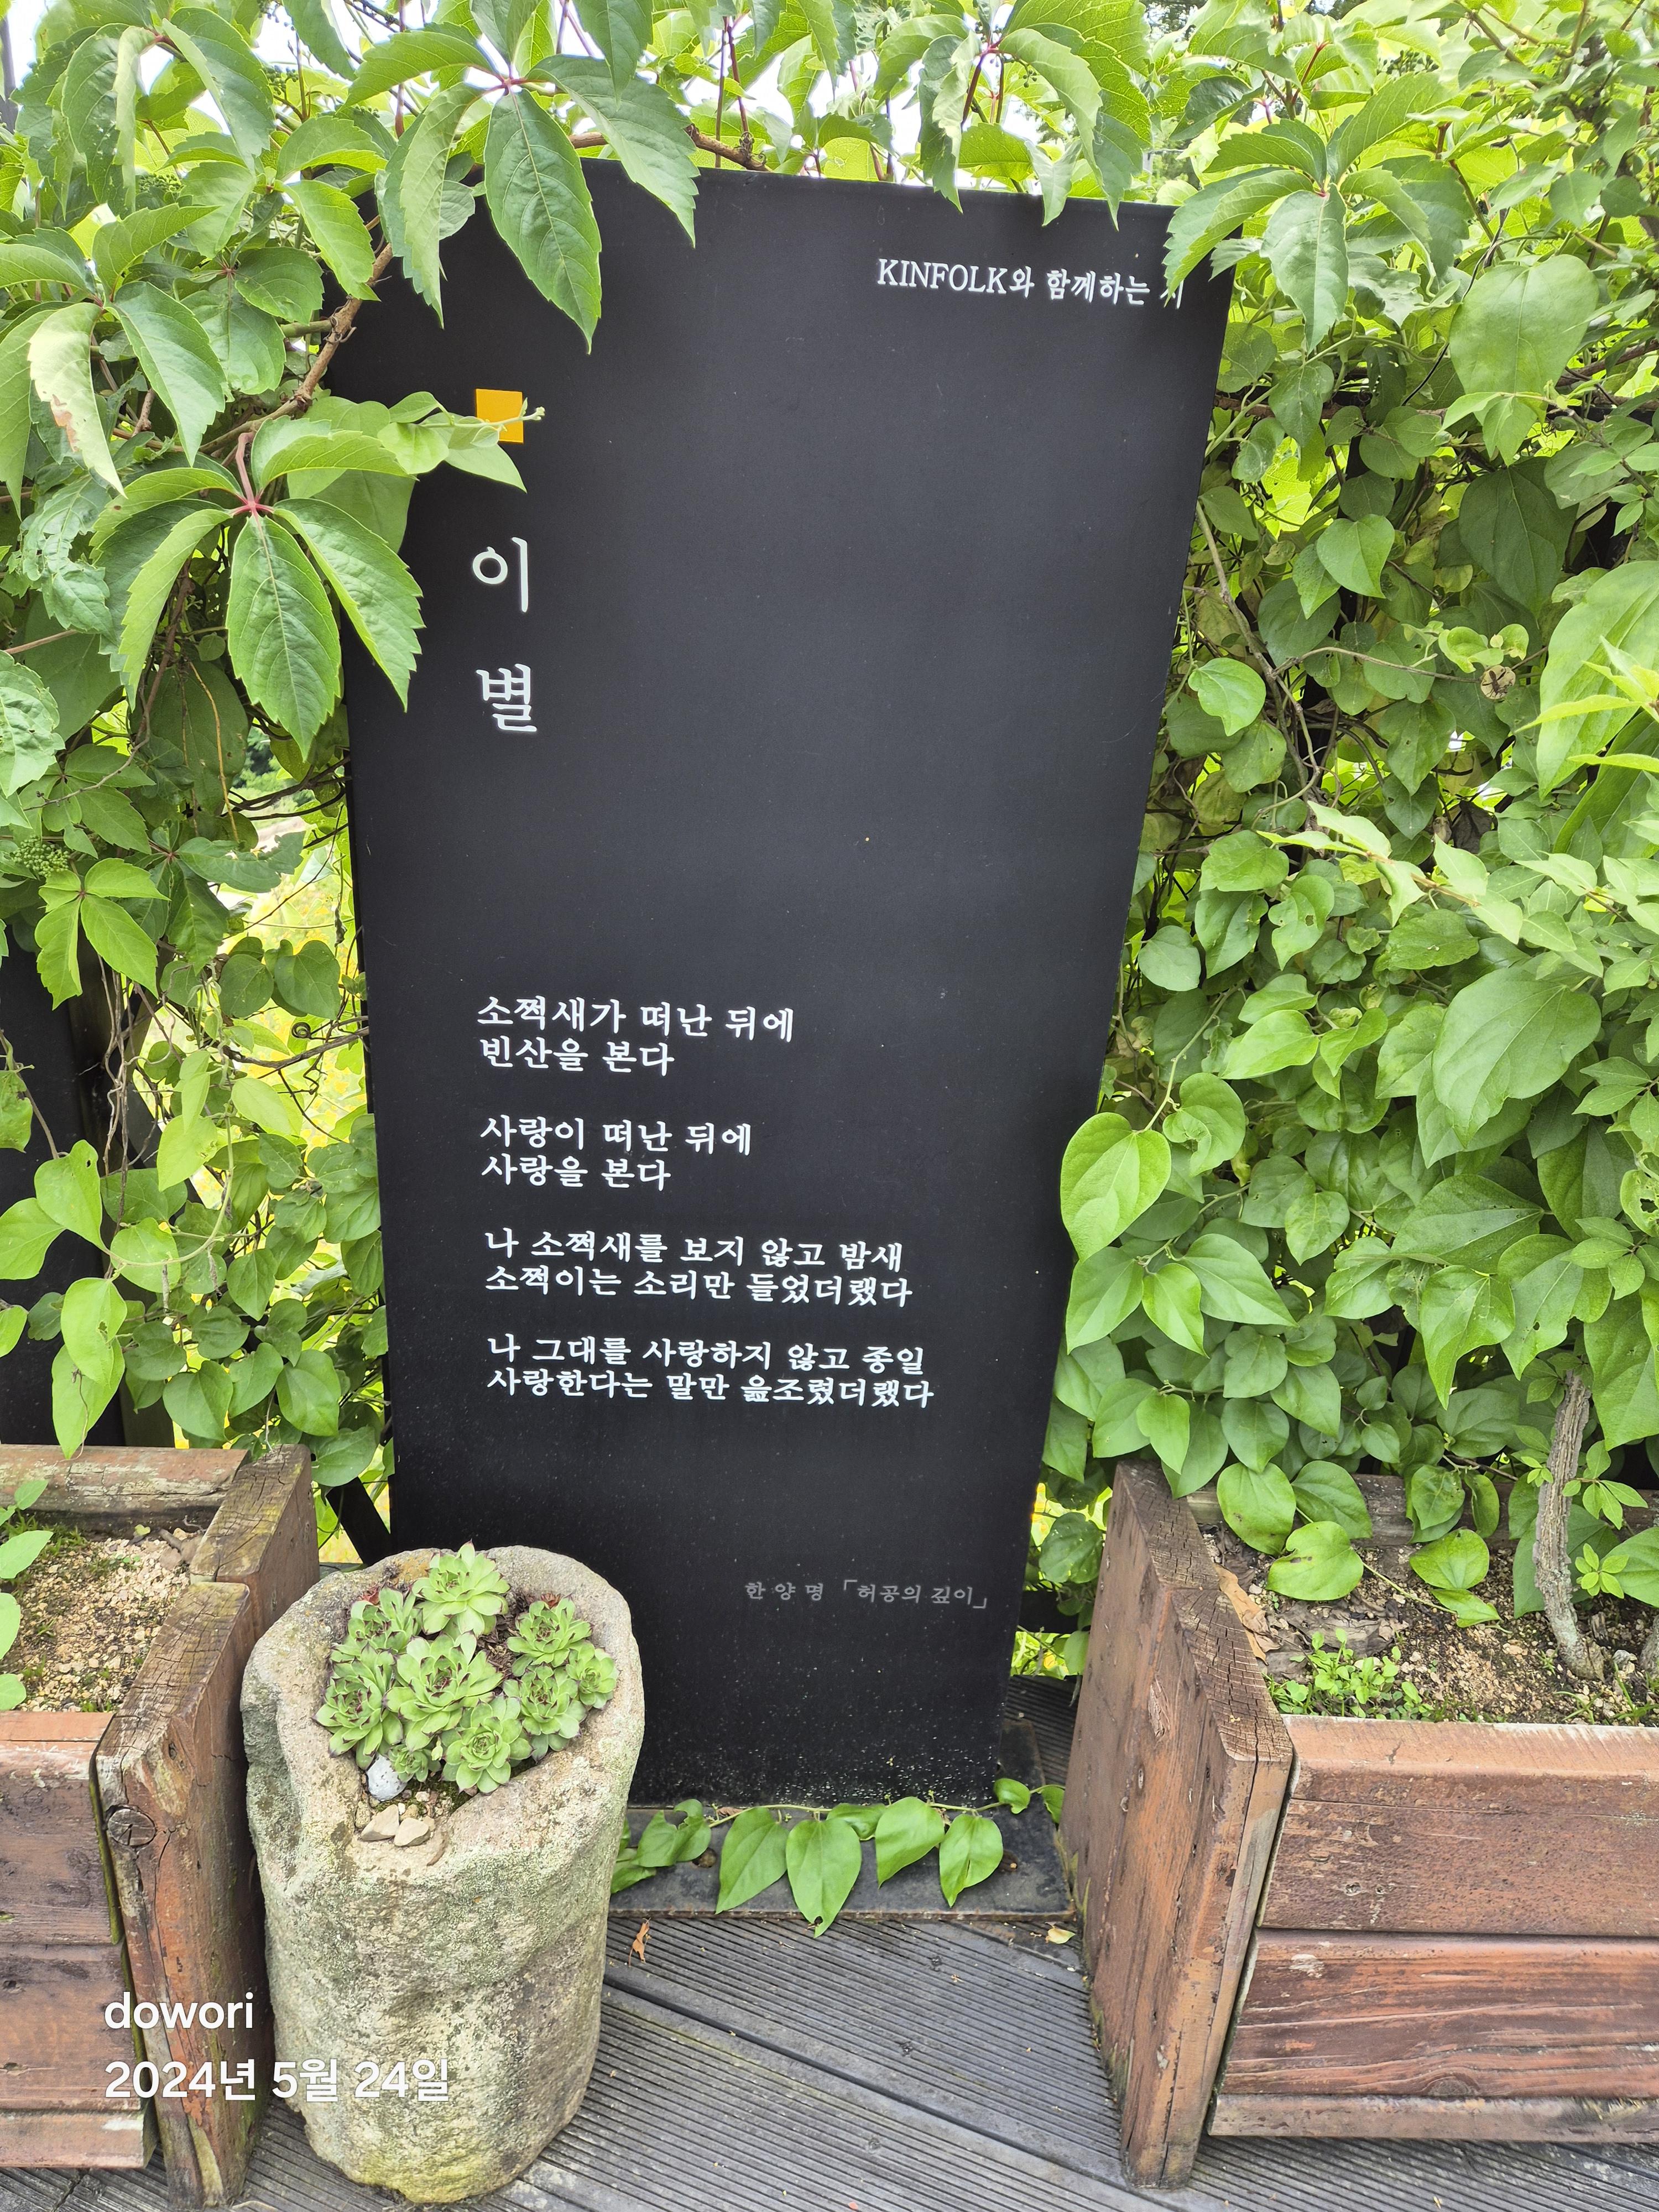 KINFOLK와 함께하는 시
이별
소쩍새가 떠난 뒤에
빈산을 본다
사랑이 떠난 뒤에
사랑을 본다
나 소쩍새를 보지 않고 밤새
소쩍이는 소리만 들었더랬다
나 그대를 사랑하지 않고 종일
사랑한다는 말만 읊조렸더랬다
한양명 「허공의 깊이」
dowori
2024년 5월 24일